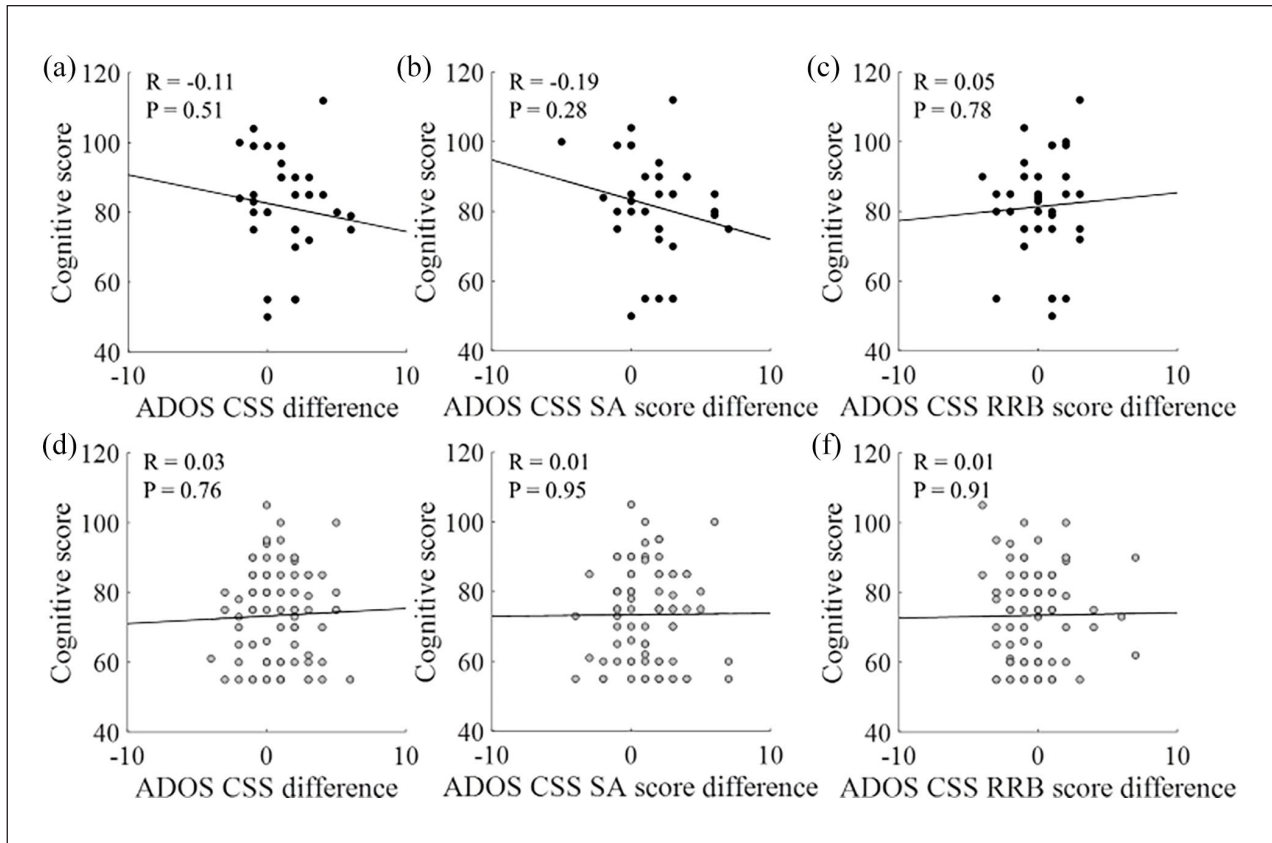 (a)
R = -0.11
P = 0.51
120
100
80
60
40
Cognitive score
-10 0 10
ADOS CSS difference
(b)
R = -0.19
P = 0.28
120
100
80
60
40
Cognitive score
-10 0 10
ADOS CSS SA score difference
(c)
R = 0.05
P = 0.78
120
100
80
60
40
Cognitive score
-10 0 10
ADOS CSS RRB score difference
(d)
R = 0.03
P = 0.76
120
100
80
60
40
Cognitive score
-10 0 10
ADOS CSS difference
R = 0.01
P = 0.95
120
100
80
60
40
Cognitive score
-10 0 10
ADOS CSS SA score difference
(f)
R = 0.01
P = 0.91
120
100
80
60
40
Cognitive score
-10 0 10
ADOS CSS RRB score difference